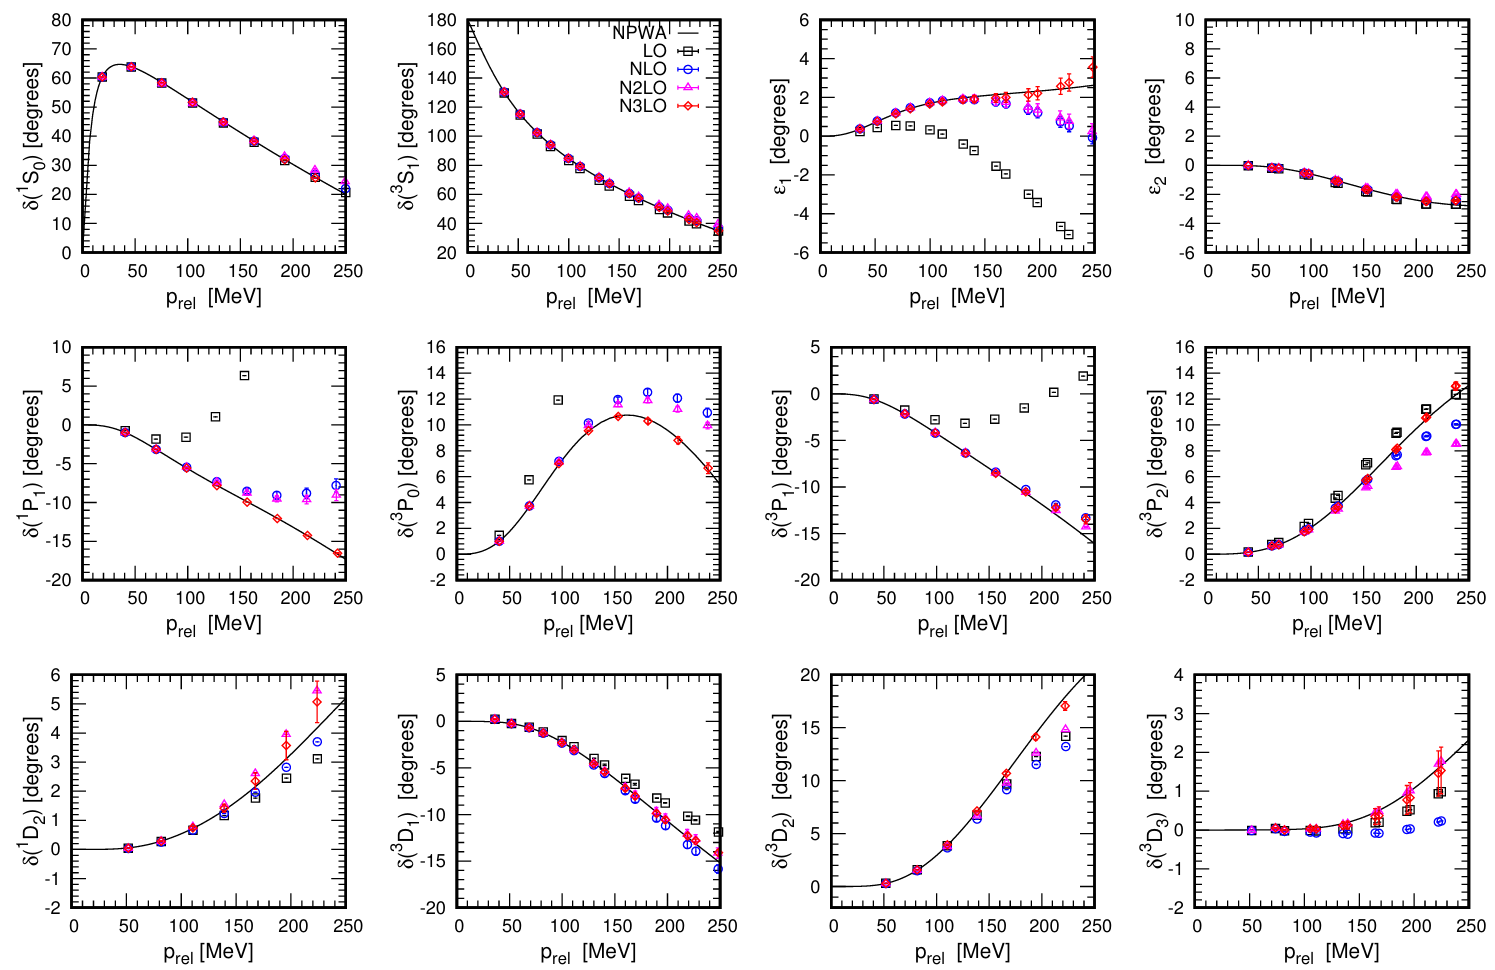 80
70
60
50
40
30
20
10
0
δ(¹S₀) [degrees]
0 50 100 150 200 250
p_rel [MeV]
180
160
140
120
100
80
60
40
20
δ(³S₁) [degrees]
NPWA
LO
NLO
N2LO
N3LO
0 50 100 150 200 250
p_rel [MeV]
6
4
2
0
-2
-4
-6
ε₁ [degrees]
0 50 100 150 200 250
p_rel [MeV]
10
8
6
4
2
0
-2
-4
-6
ε₂ [degrees]
0 50 100 150 200 250
p_rel [MeV]
10
5
0
-5
-10
-15
-20
δ(¹P₁) [degrees]
0 50 100 150 200 250
p_rel [MeV]
16
14
12
10
8
6
4
2
0
-2
δ(³P₀) [degrees]
0 50 100 150 200 250
p_rel [MeV]
5
0
-5
-10
-15
-20
δ(³P₁) [degrees]
0 50 100 150 200 250
p_rel [MeV]
16
14
12
10
8
6
4
2
0
-2
δ(³P₂) [degrees]
0 50 100 150 200 250
p_rel [MeV]
6
5
4
3
2
1
0
-1
-2
δ(¹D₂) [degrees]
0 50 100 150 200 250
p_rel [MeV]
5
0
-5
-10
-15
-20
δ(³D₁) [degrees]
0 50 100 150 200 250
p_rel [MeV]
20
15
10
5
0
δ(³D₂) [degrees]
0 50 100 150 200 250
p_rel [MeV]
4
3
2
1
0
-1
-2
δ(³D₃) [degrees]
0 50 100 150 200 250
p_rel [MeV]